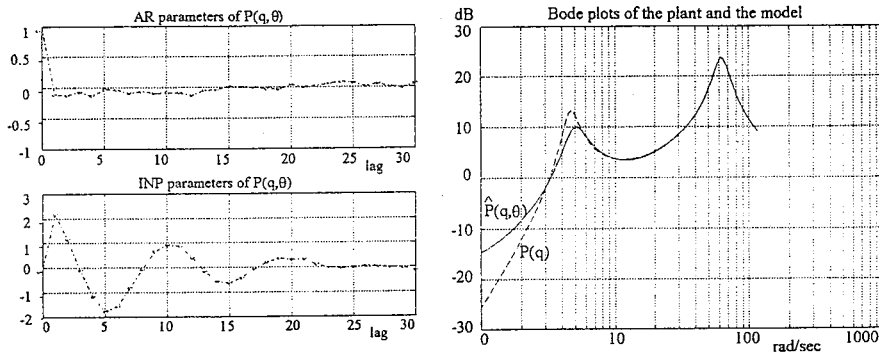 AR parameters of P(q,θ)
1
0.5
0
-0.5
-1
0 5 10 15 20 25 30
lag
INP parameters of P(q,θ)
3
2
1
0
-1
-2
0 5 10 15 20 25 30
lag
dB Bode plots of the plant and the model
30
20
10
0
-10
-20
-30
P̂(q,θ)
P(q)
0 10 100 1000
rad/sec